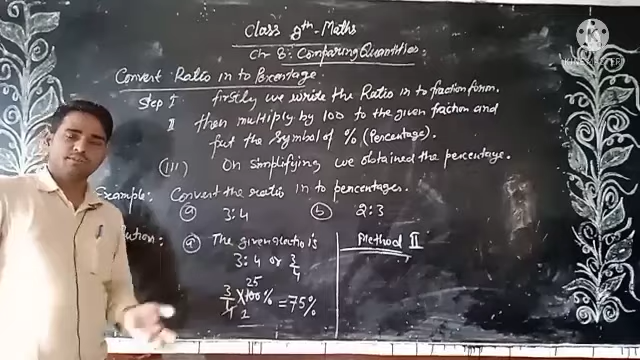 Class 8th - Maths
Ch 8: Comparing Quantities.
Convert Ratio in to Percentage.
Step I firstly we write the Ratio in to fraction form.
II then multiply by 100 to the given fraction and
put the symbol of % (Percentage).
(III) On simplifying we obtained the percentage.
Example: Convert the ratio in to percentages.
(a) 3:4 (b) 2:3
(a) The given ratio is
3:4 or 3/4
25
3/4 × 100% = 75%
Method II